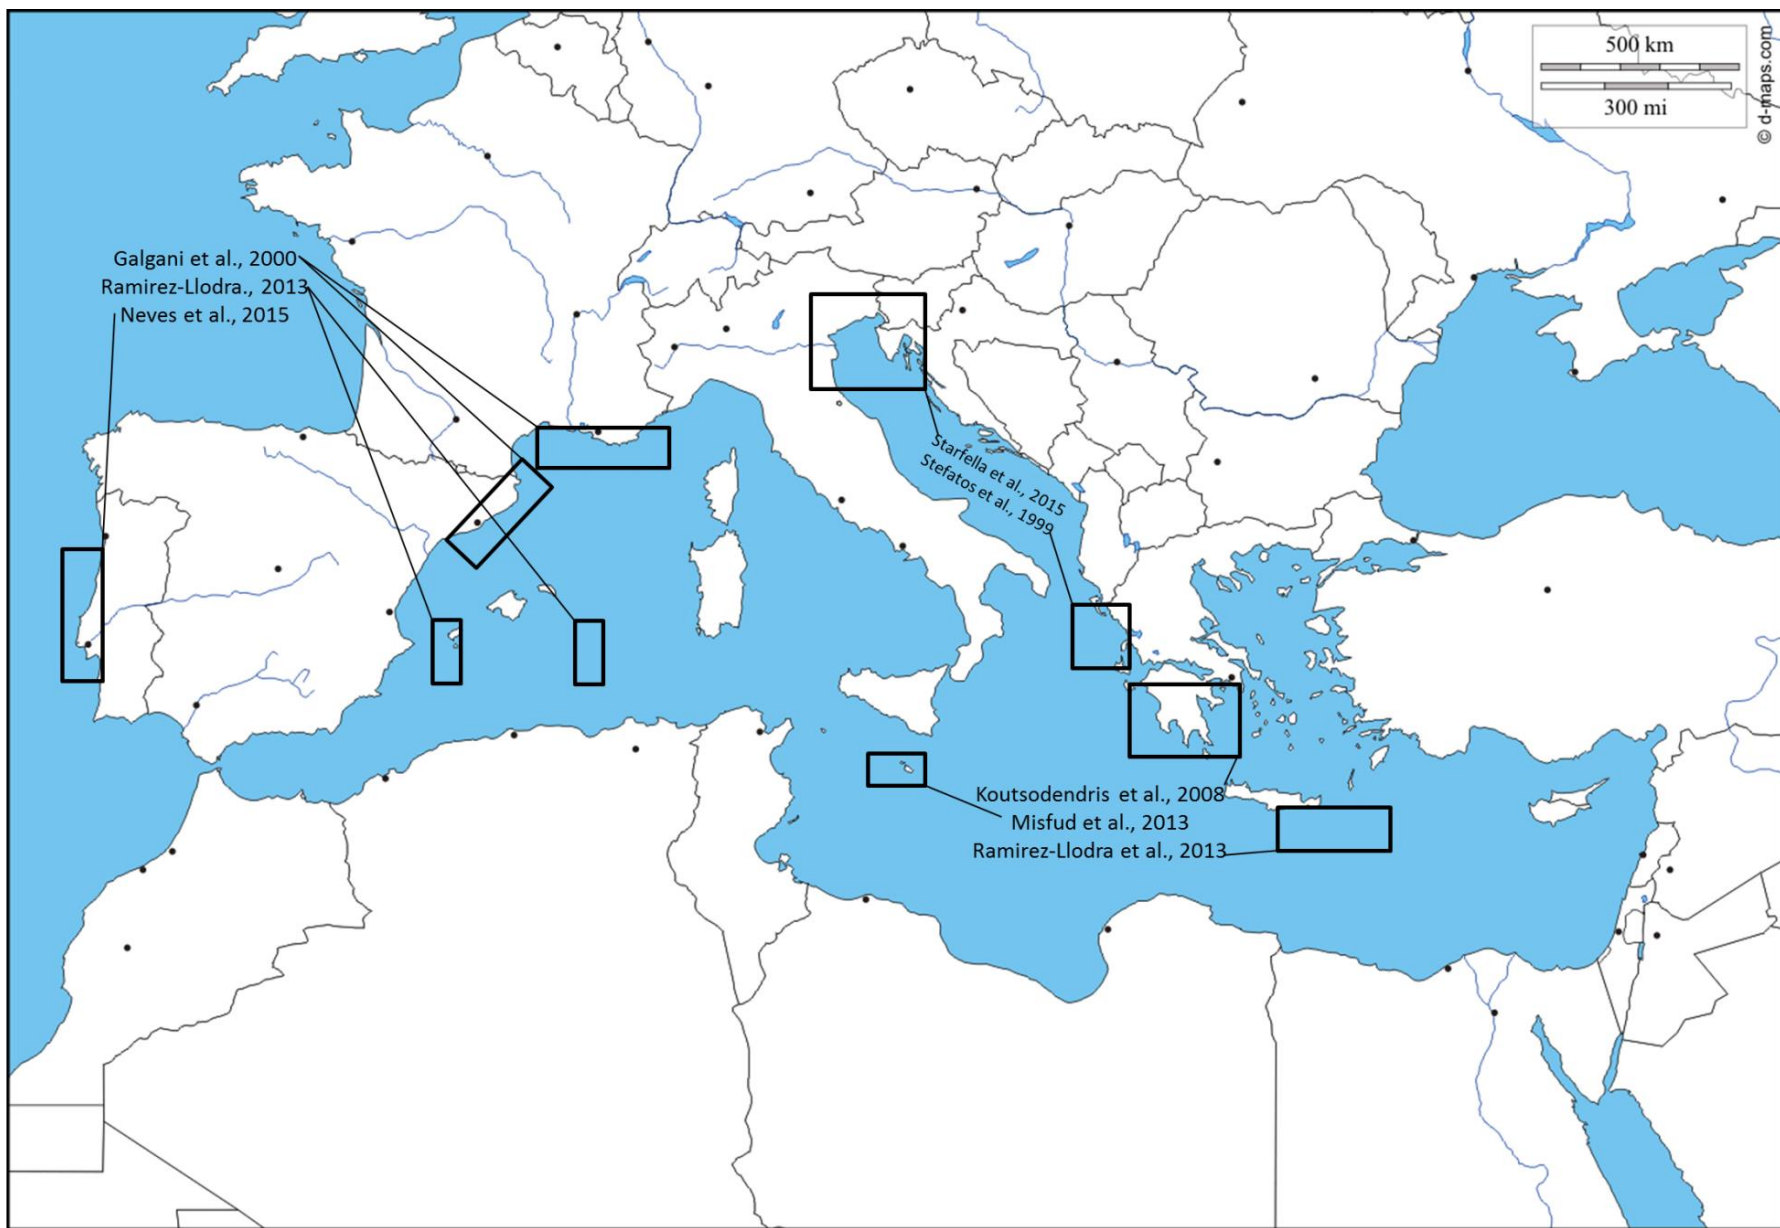 500 km
300 mi
© d-maps.com
Galgani et al., 2000
Ramirez-Llodra., 2013
Neves et al., 2015
Starfella et al., 2015
Stefatos et al., 1999
Koutsodendris et al., 2008
Misfud et al., 2013
Ramirez-Llodra et al., 2013